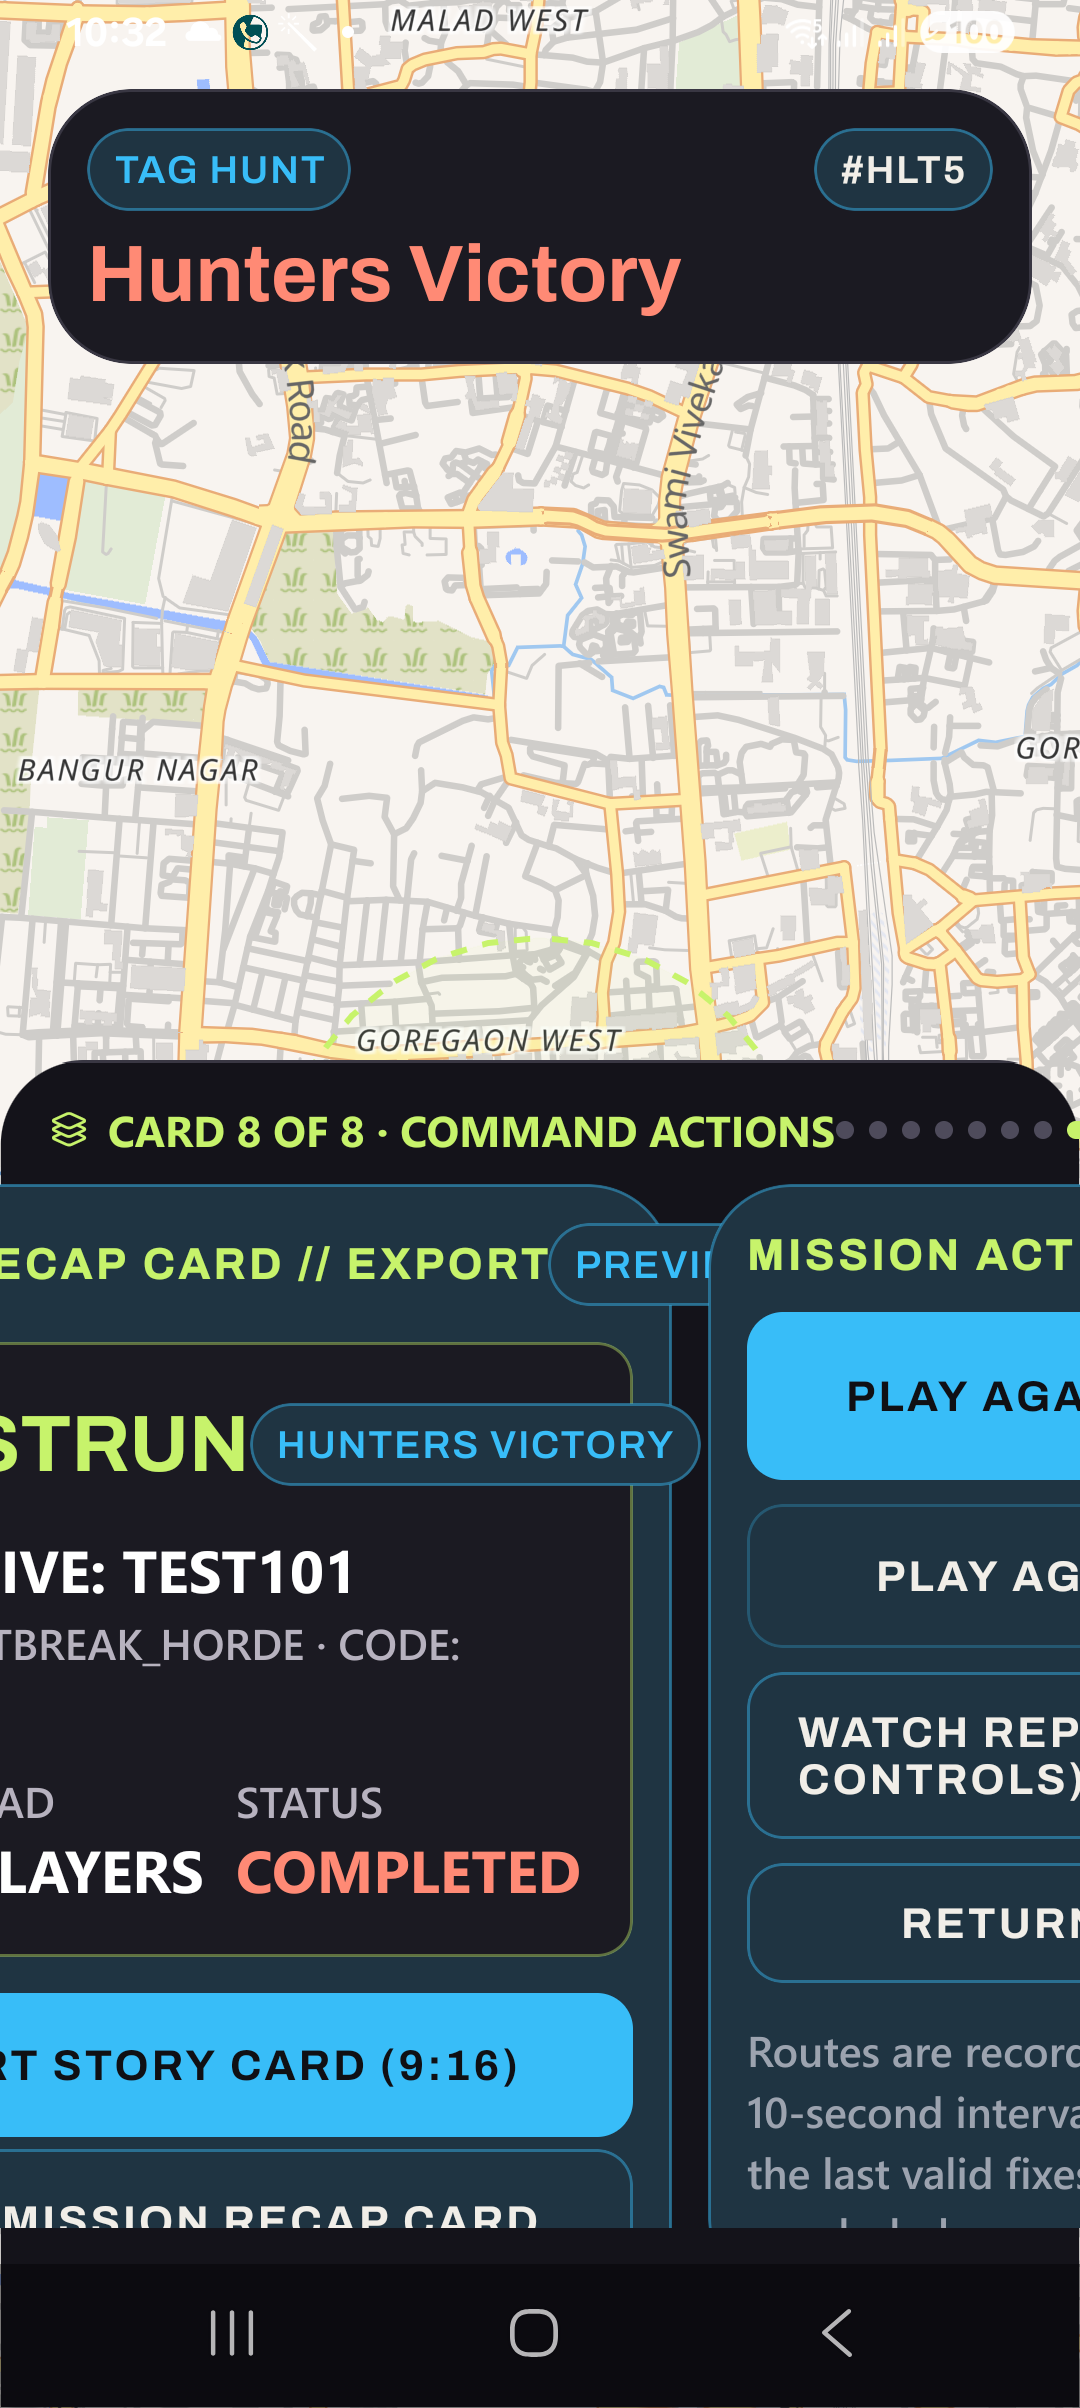 10:32
MALAD WEST
100
TAG HUNT
#HLT5
Hunters Victory
Road
Swami Viveka
BANGUR NAGAR
GOR
GOREGAON WEST
CARD 8 OF 8 · COMMAND ACTIONS
ECAP CARD // EXPORT
PREVI
MISSION ACT
STRUN
HUNTERS VICTORY
PLAY AGA
IVE: TEST101
TBREAK_HORDE · CODE:
PLAY AG
WATCH REP
CONTROLS)
AD
STATUS
LAYERS
COMPLETED
RETURN
RT STORY CARD (9:16)
Routes are record
10-second interva
the last valid fixes
MISSION RECAP CARD